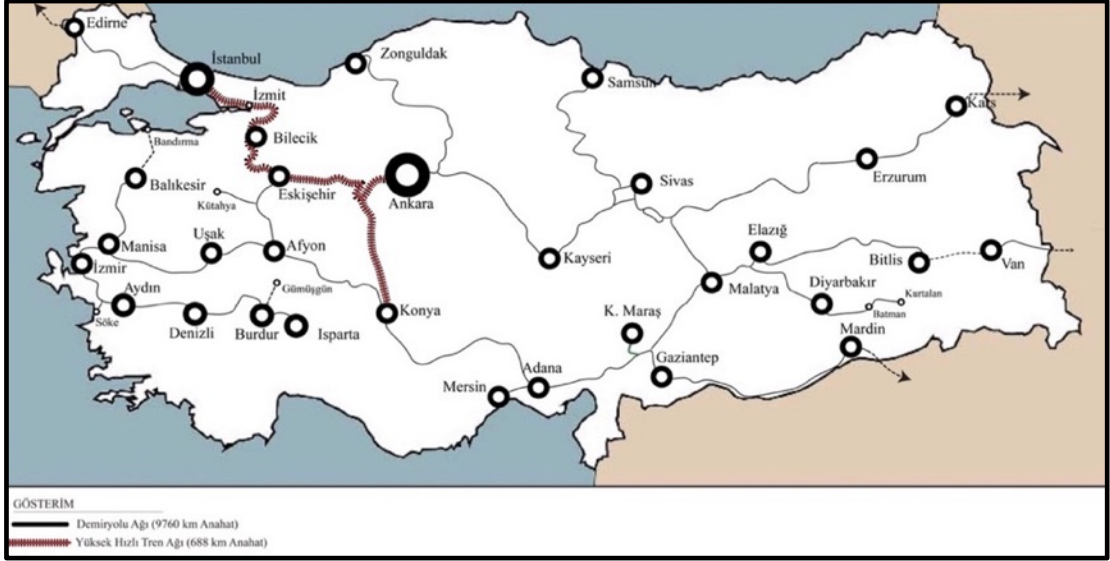 Edirne
İstanbul
Zonguldak
İzmit
Samsun
Kars
Bilecik
Bandırma
Balıkesir
Eskişehir
Ankara
Sivas
Erzurum
Kütahya
Manisa
Uşak
Afyon
Kayseri
Elazığ
Bitlis
Van
İzmir
Malatya
Diyarbakır
Kurtalan
Batman
Aydın
Gümüşgün
Konya
K. Maraş
Mardin
Söke
Denizli
Burdur
Isparta
Gaziantep
Adana
Mersin
GÖSTERİM
Demiryolu Ağı (9760 km Anahat)
Yüksek Hızlı Tren Ağı (688 km Anahat)